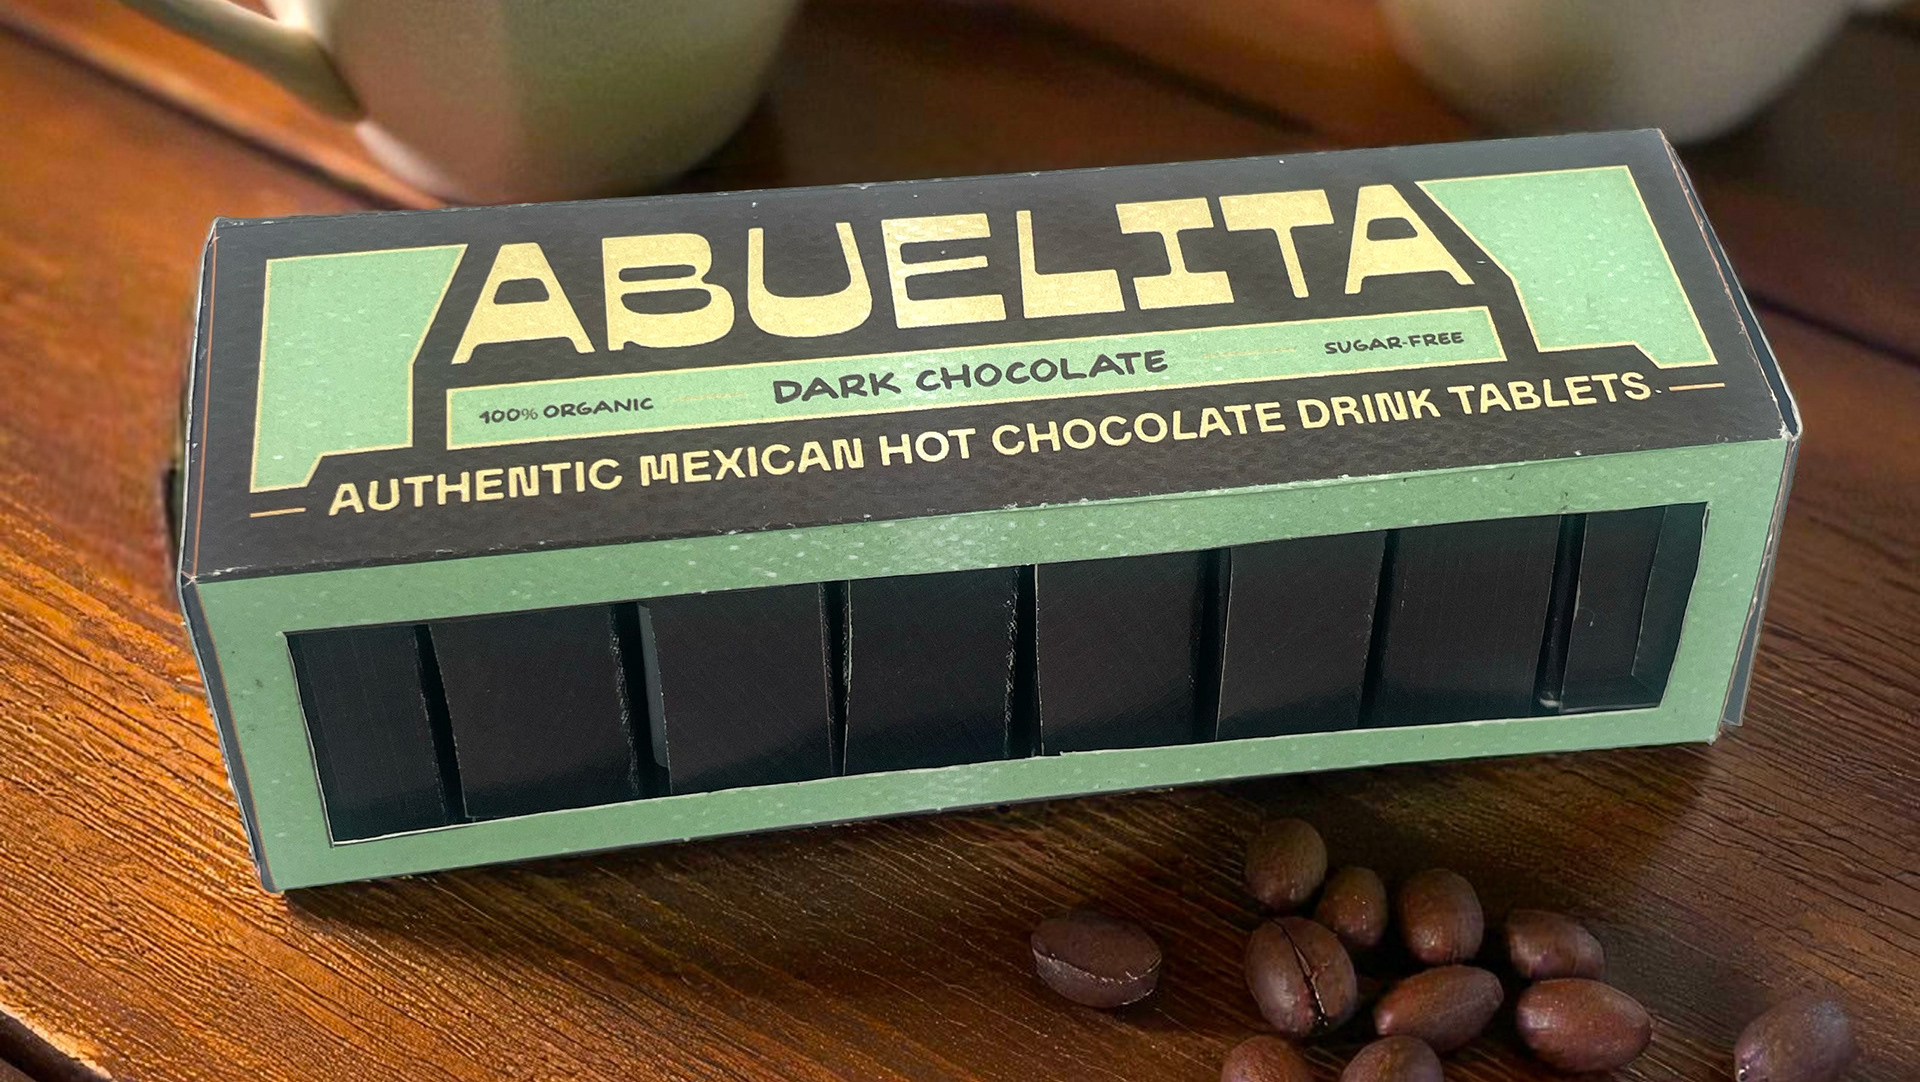 ABUELITA
100% ORGANIC DARK CHOCOLATE SUGAR-FREE
AUTHENTIC MEXICAN HOT CHOCOLATE DRINK TABLETS